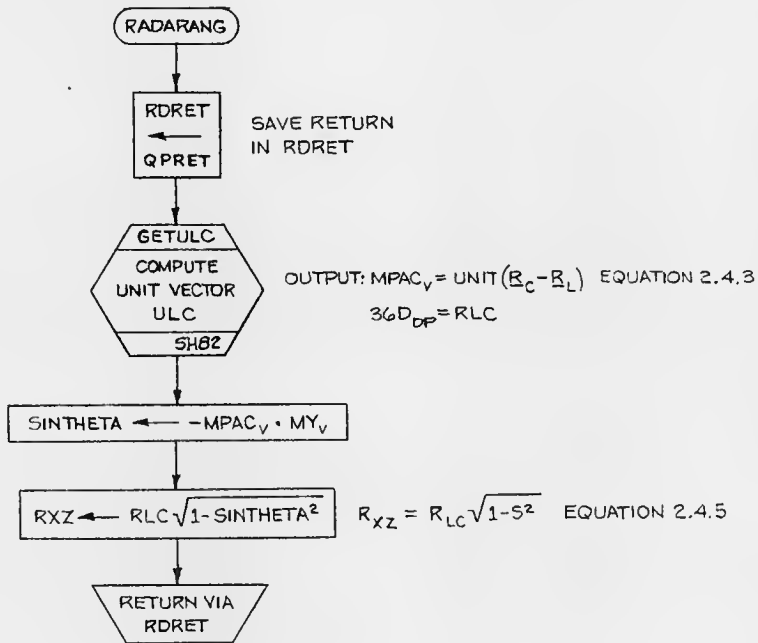 RADARANG
RDRET
←
QPRET
SAVE RETURN
IN RDRET
GETULC
COMPUTE
UNIT VECTOR
ULC
SH82
OUTPUT: MPAC_V = UNIT(R_C-R_L) EQUATION 2.4.3
36D_DP = RLC
SINTHETA ← -MPAC_V · MY_V
RXZ ← RLC √1-SINTHETA²
R_XZ = R_LC √1-S² EQUATION 2.4.5
RETURN VIA
RDRET